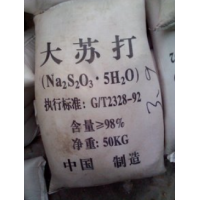 大苏打
(Na₂S₂O₃·5H₂O)
执行标准：G/T2328-92
含量≥98%
净重：50KG
中国 制造